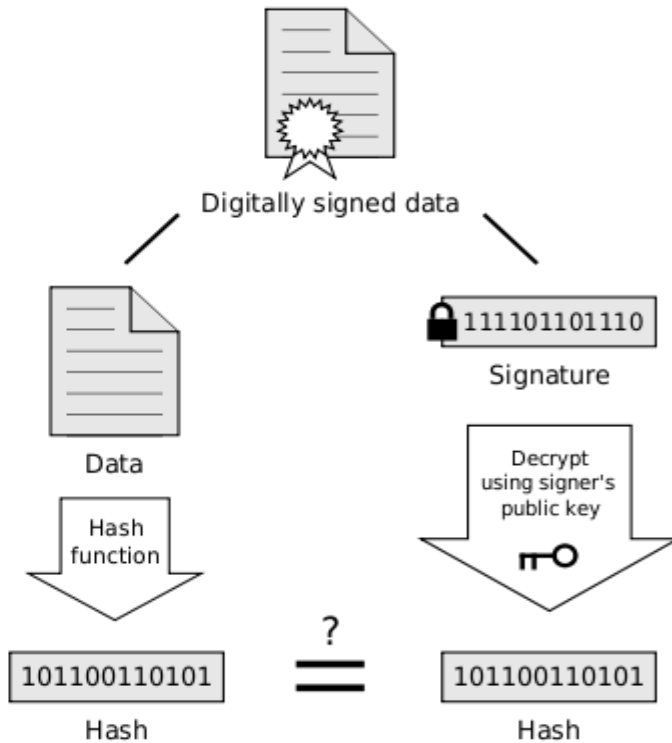 Digitally signed data
111101101110
Signature
Data
Decrypt
using signer's
public key
Hash
function
?
=
101100110101
101100110101
Hash
Hash